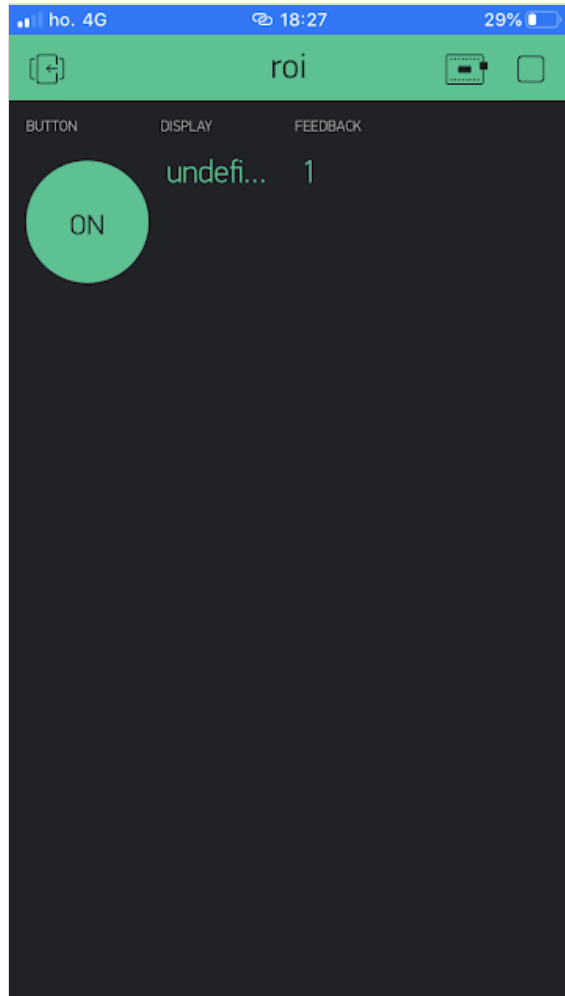 ho. 4G 18:27 29%
roi
BUTTON DISPLAY FEEDBACK
undefi... 1
ON